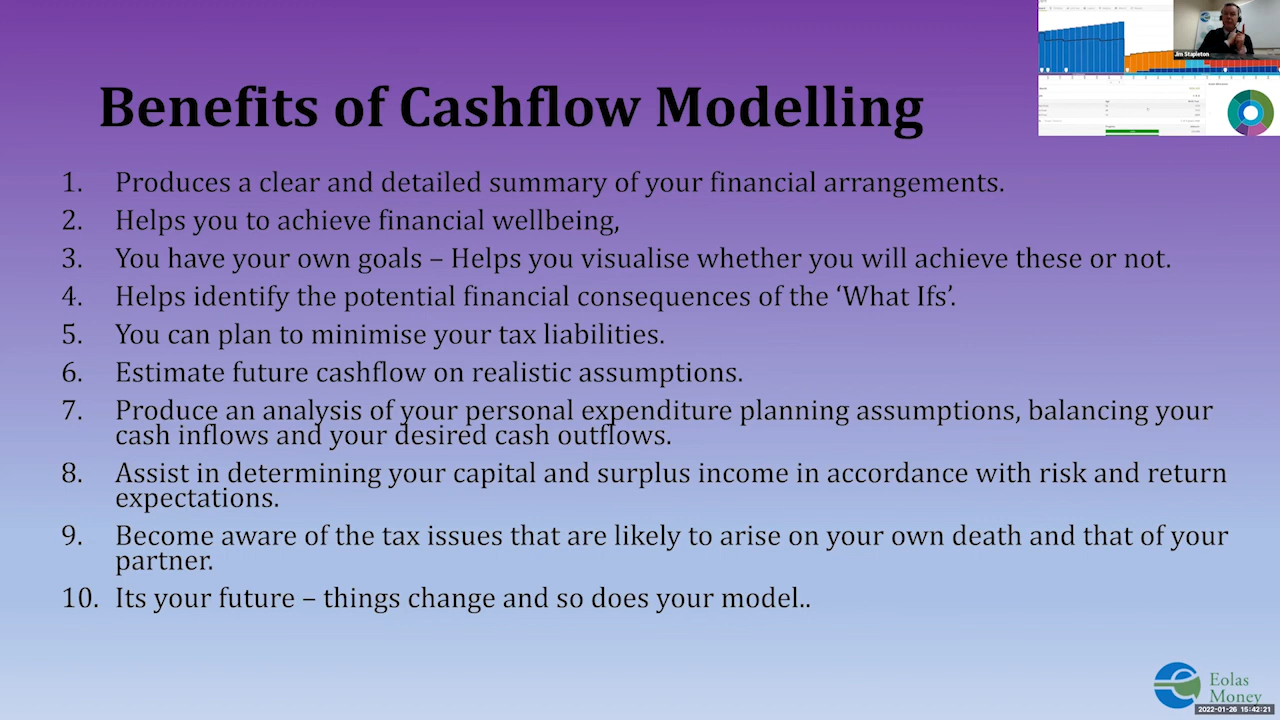 Jim Stapleton
Benefits of Cashflow Modelling
1. Produces a clear and detailed summary of your financial arrangements.
2. Helps you to achieve financial wellbeing,
3. You have your own goals – Helps you visualise whether you will achieve these or not.
4. Helps identify the potential financial consequences of the ‘What Ifs’.
5. You can plan to minimise your tax liabilities.
6. Estimate future cashflow on realistic assumptions.
7. Produce an analysis of your personal expenditure planning assumptions, balancing your
cash inflows and your desired cash outflows.
8. Assist in determining your capital and surplus income in accordance with risk and return
expectations.
9. Become aware of the tax issues that are likely to arise on your own death and that of your
partner.
10. Its your future – things change and so does your model..
Eolas
Money
2022-01-26 15:42:21